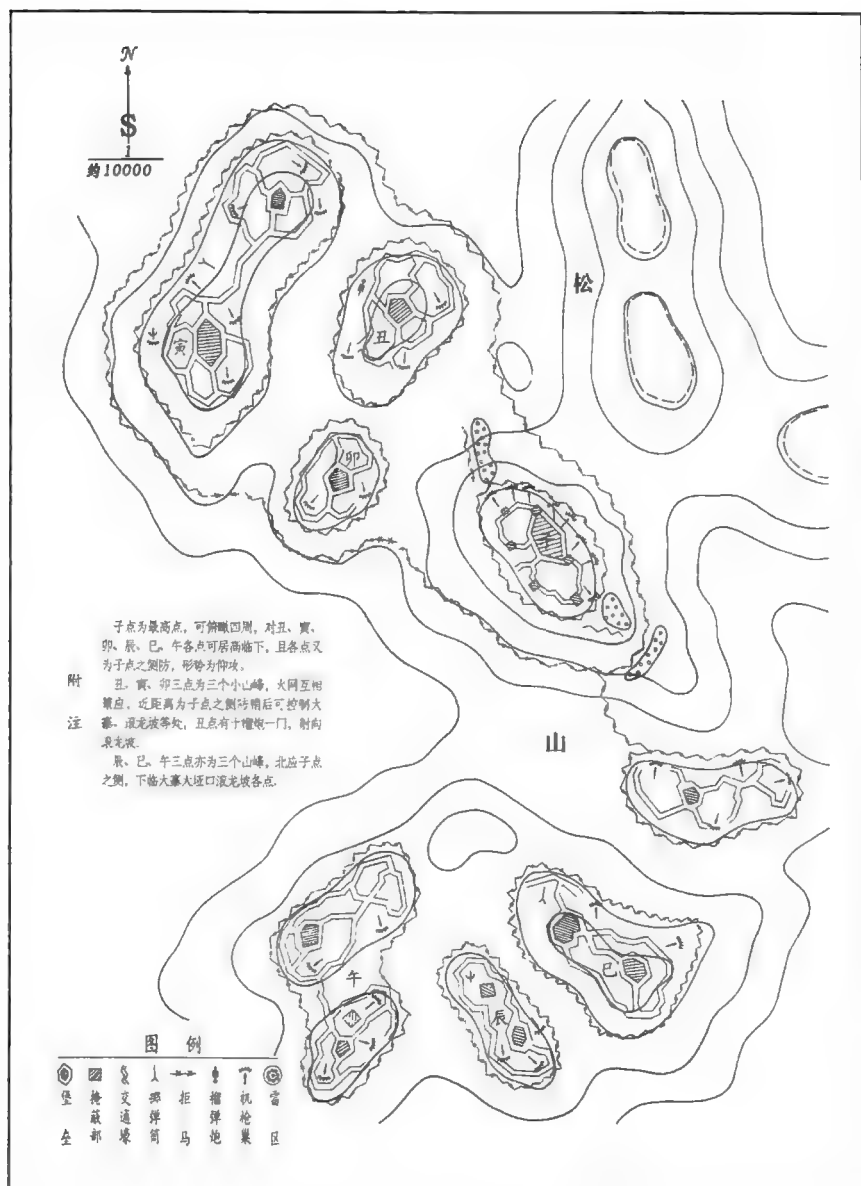 N
S
1
约10000
松
寅
丑
卯
子
山
子点为最高点，可俯瞰四周，对丑、寅、
卯、辰、巳、午各点可居高临下，且各点又
为子点之侧防，形势为仰攻。
丑、寅、卯三点为三个小山峰，火网互相
策应，近距离为子点之侧防稍后可控制大
寨、滚龙坡等处，丑点有十榴炮一门，射向
滚龙坡。
辰、巳、午三点亦为三个山峰，北应子点
之侧，下临大寨大垭口滚龙坡各点。
附
注
巳
午
辰
图 例
堡垒
掩蔽部
交通壕
掷弹筒
拒马
榴弹炮
机枪巢
雷区